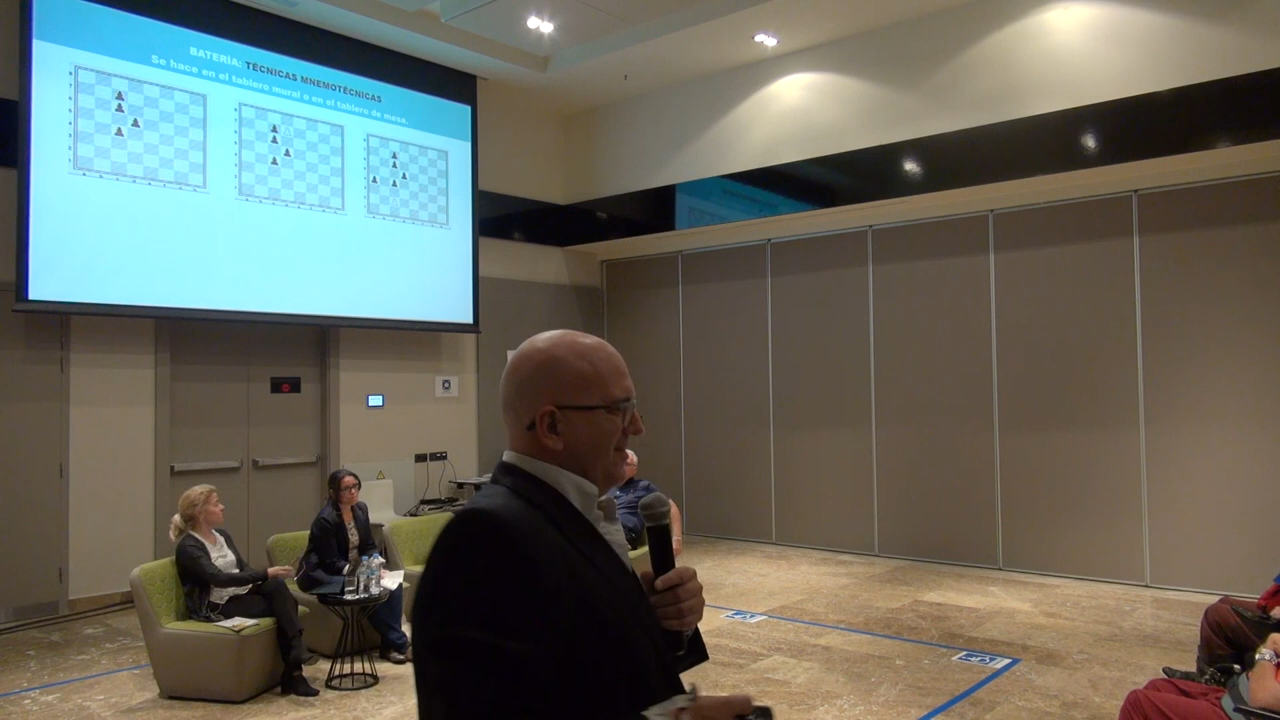 BATERÍA: TÉCNICAS MNEMOTÉCNICAS
Se hace en el tablero mural o en el tablero de mesa.